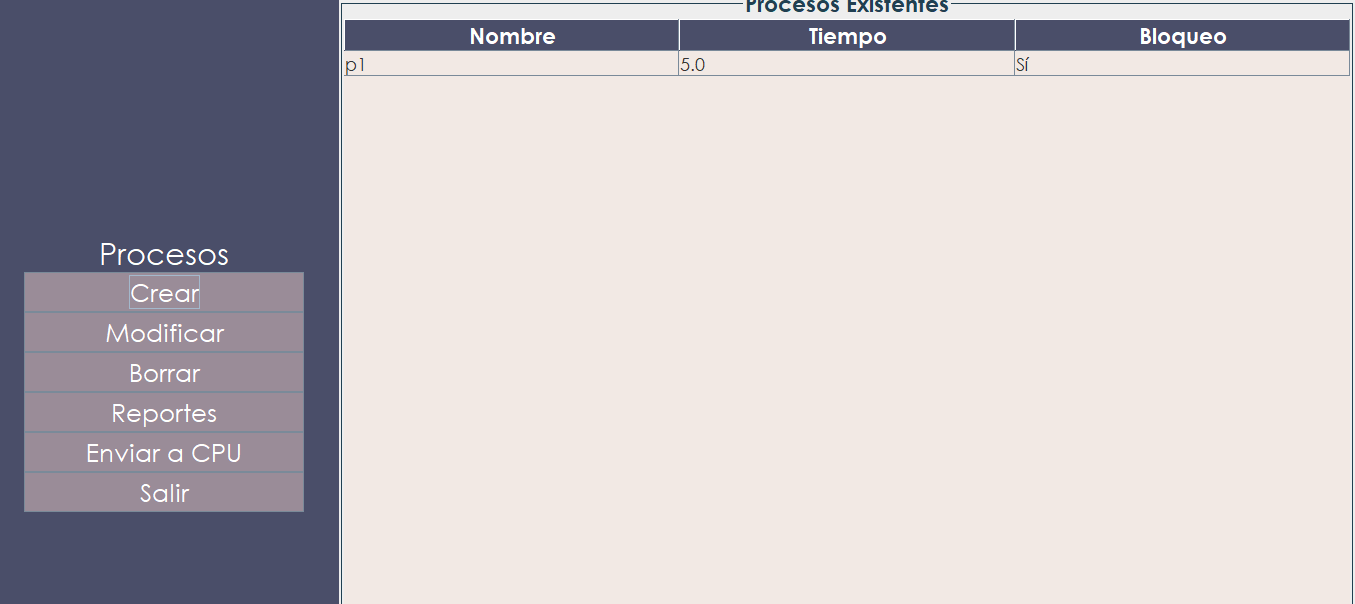 Procesos Existentes
Nombre Tiempo Bloqueo
p1 5.0 Sí
Procesos
Crear
Modificar
Borrar
Reportes
Enviar a CPU
Salir